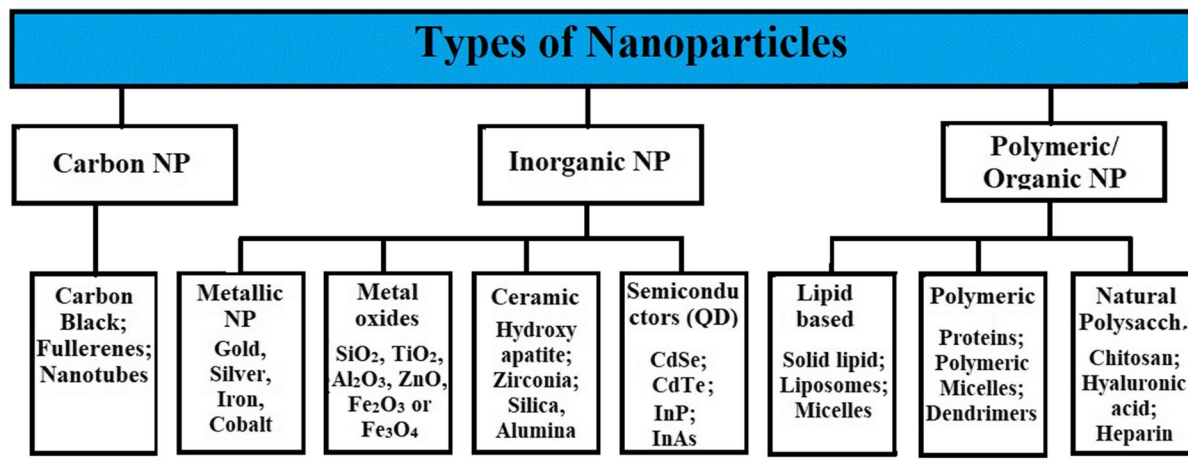 Types of Nanoparticles
Carbon NP
Inorganic NP
Polymeric/
Organic NP
Carbon
Black;
Fullerenes;
Nanotubes
Metallic
NP
Gold,
Silver,
Iron,
Cobalt
Metal
oxides
SiO₂, TiO₂,
Al₂O₃, ZnO,
Fe₂O₃ or
Fe₃O₄
Ceramic
Hydroxy
apatite;
Zirconia;
Silica,
Alumina
Semicondu
ctors (QD)
CdSe;
CdTe;
InP;
InAs
Lipid
based
Solid lipid;
Liposomes;
Micelles
Polymeric
Proteins;
Polymeric
Micelles;
Dendrimers
Natural
Polysacch.
Chitosan;
Hyaluronic
acid;
Heparin